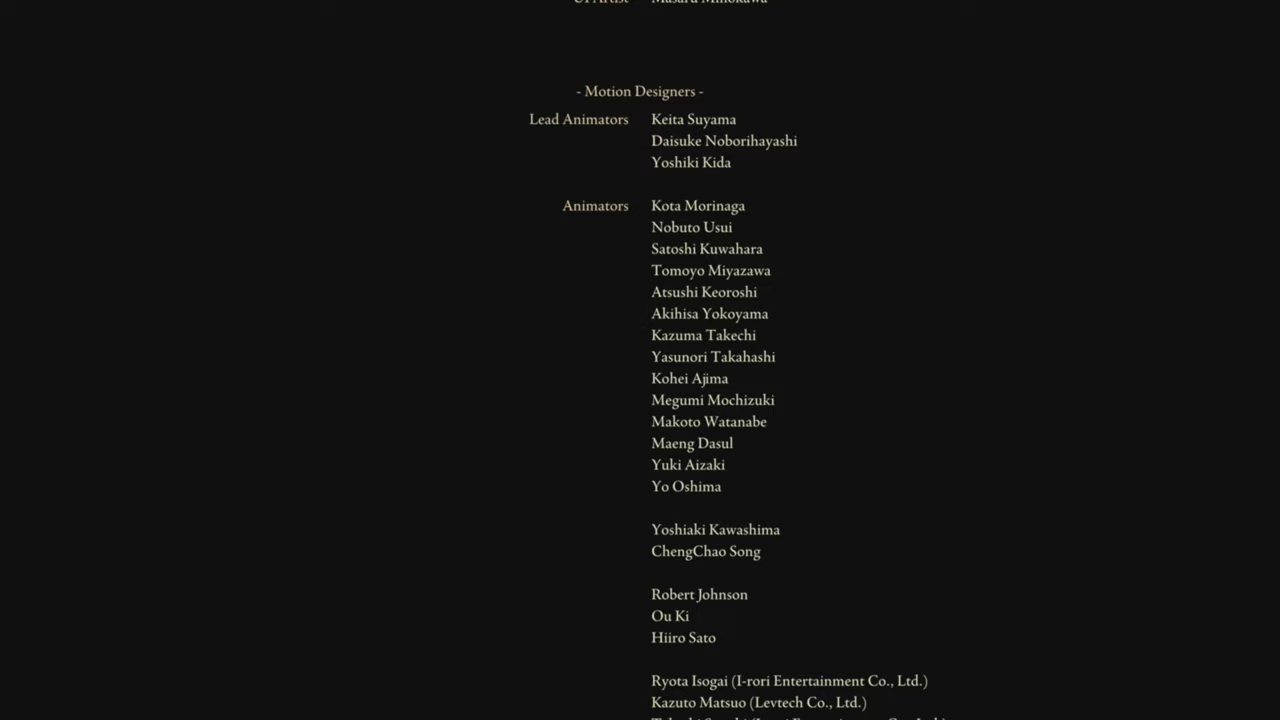 - Motion Designers -
Lead Animators Keita Suyama
Daisuke Noborihayashi
Yoshiki Kida
Animators Kota Morinaga
Nobuto Usui
Satoshi Kuwahara
Tomoyo Miyazawa
Atsushi Keoroshi
Akihisa Yokoyama
Kazuma Takechi
Yasunori Takahashi
Kohei Ajima
Megumi Mochizuki
Makoto Watanabe
Maeng Dasul
Yuki Aizaki
Yo Oshima
Yoshiaki Kawashima
ChengChao Song
Robert Johnson
Ou Ki
Hiiro Sato
Ryota Isogai (I-rori Entertainment Co., Ltd.)
Kazuto Matsuo (Levtech Co., Ltd.)